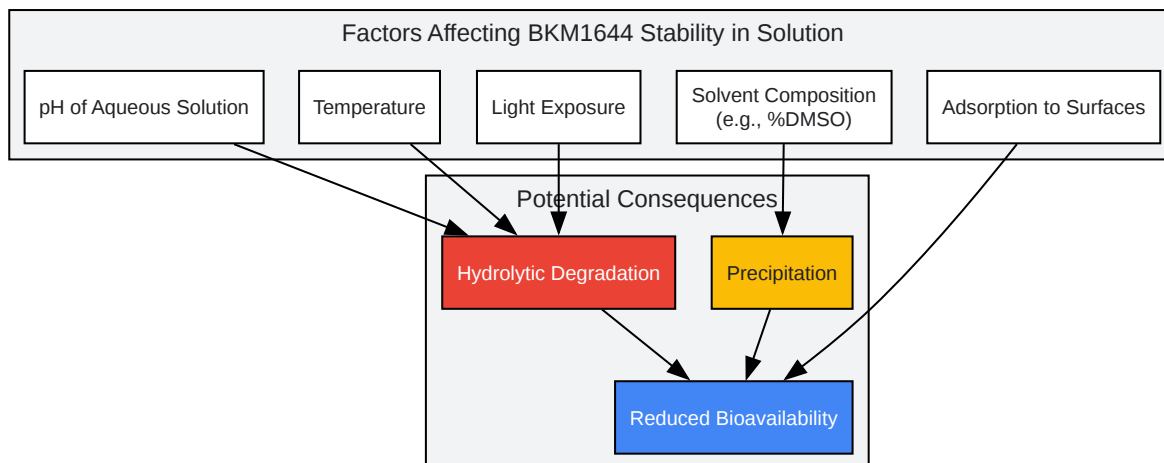 Factors Affecting BKM1644 Stability in Solution
pH of Aqueous Solution
Temperature
Light Exposure
Solvent Composition
(e.g., %DMSO)
Adsorption to Surfaces
Potential Consequences
Hydrolytic Degradation
Precipitation
Reduced Bioavailability